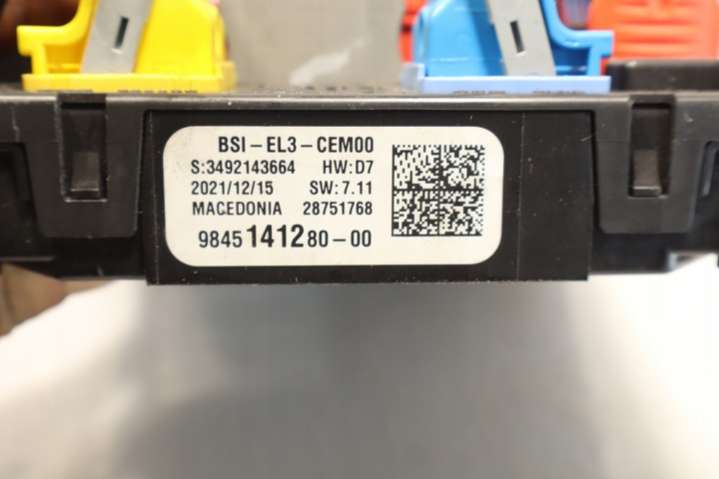 BSI-EL3-CEM00
S:3492143664 HW:D7
2021/12/15 SW:7.11
MACEDONIA 28751768
9845141280-00